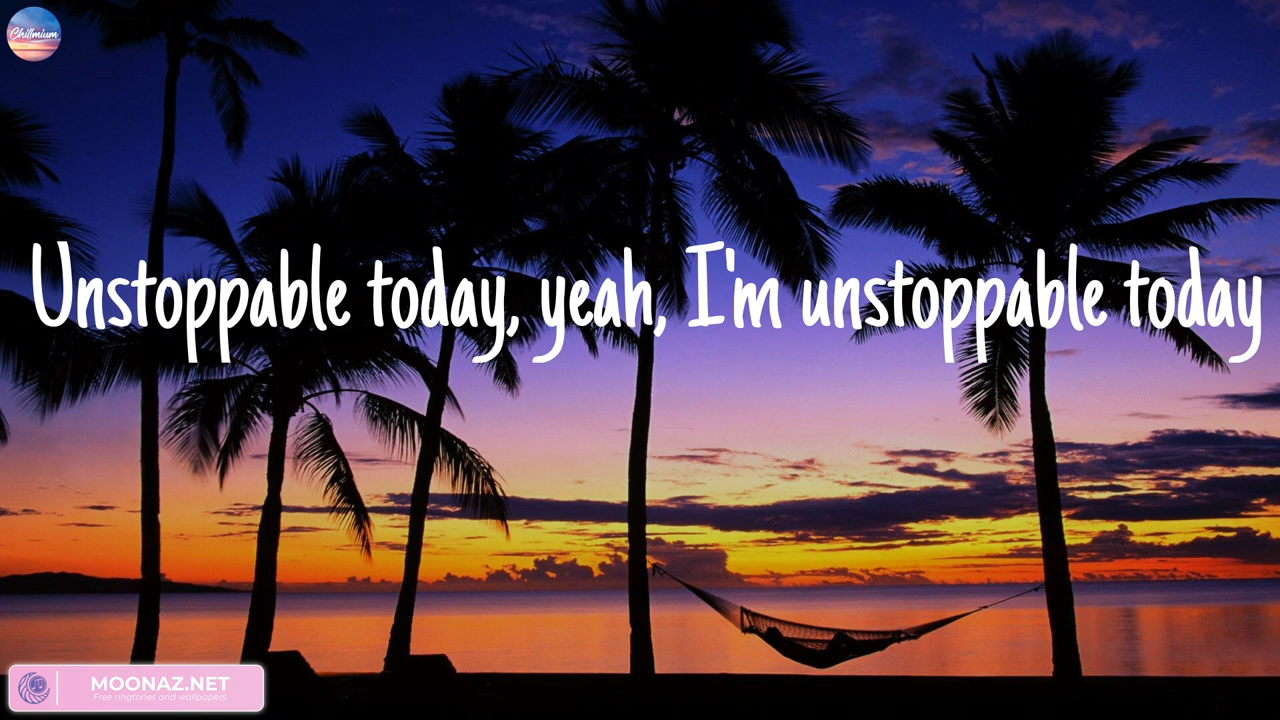 Chillmium
Unstoppable today, yeah, I'm unstoppable today
MOONAZ.NET
Free ringtones and wallpapers